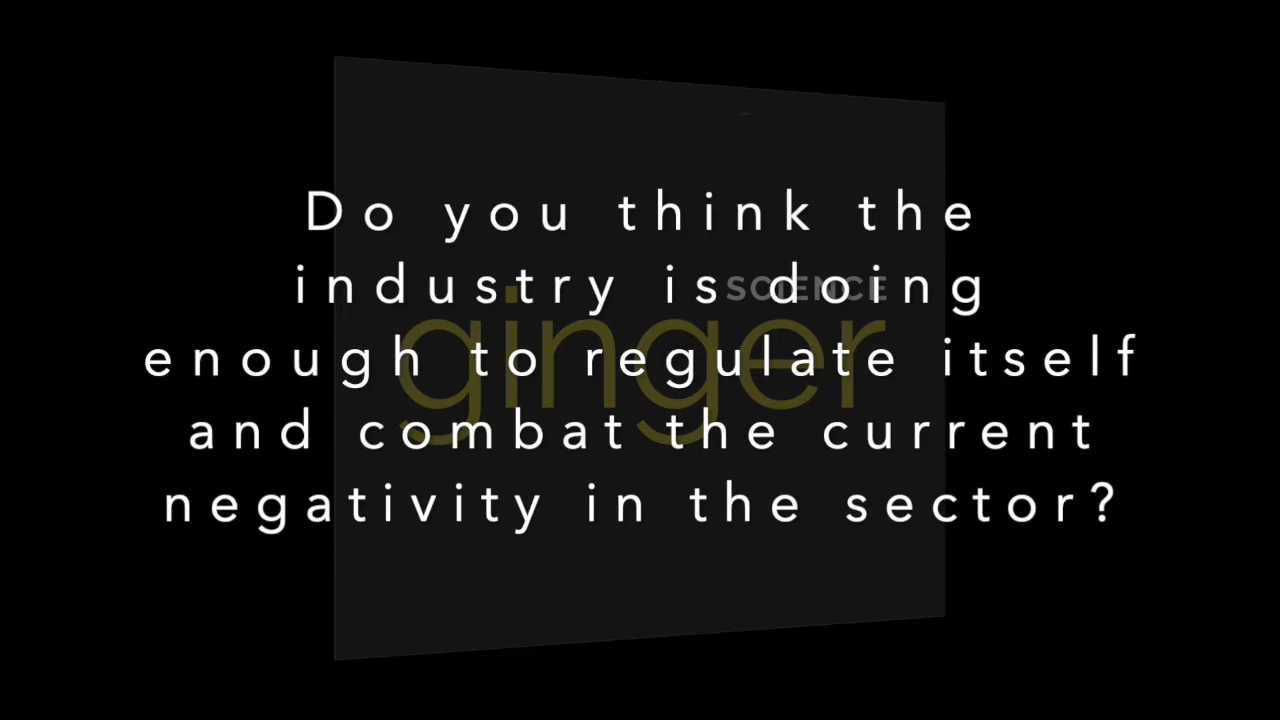 Do you think the
industry is doing
enough to regulate itself
and combat the current
negativity in the sector?
SCIENCE
ginger